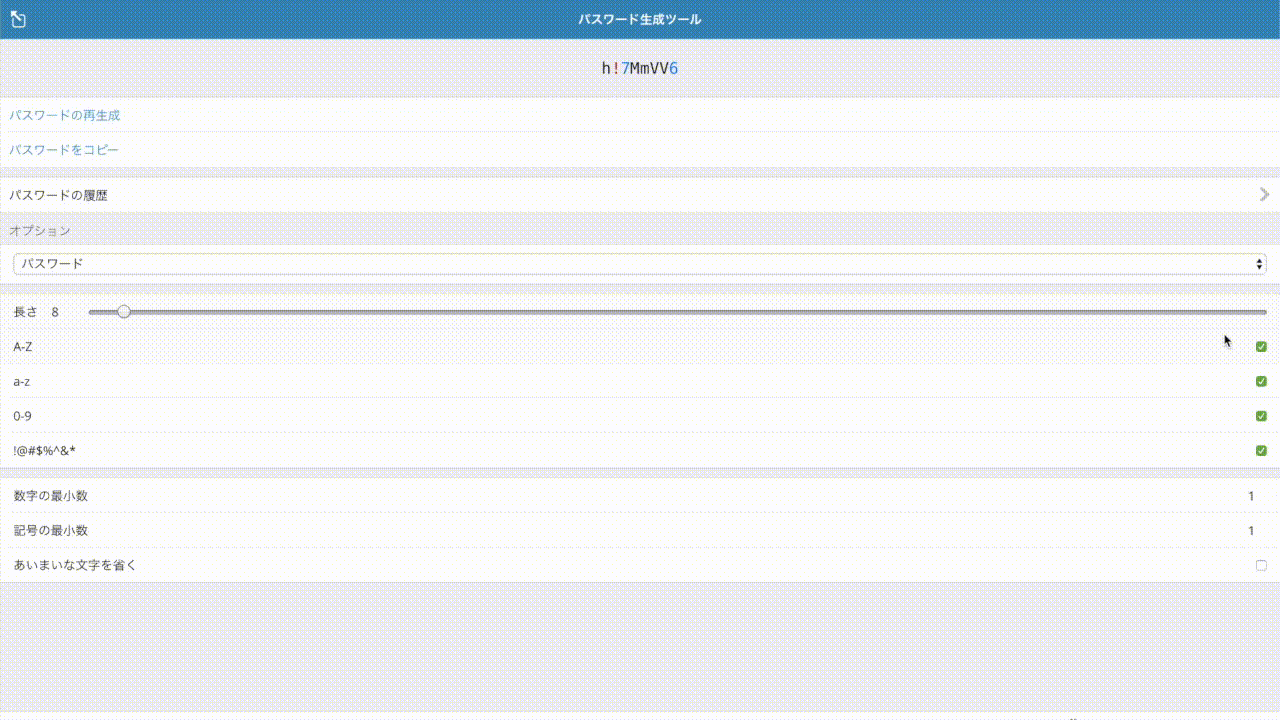 パスワード生成ツール
h!7MmVV6
パスワードの再生成
パスワードをコピー
パスワードの履歴
オプション
パスワード
長さ 8
A-Z
a-z
0-9
!@#$%^&*
数字の最小数 1
記号の最小数 1
あいまいな文字を省く